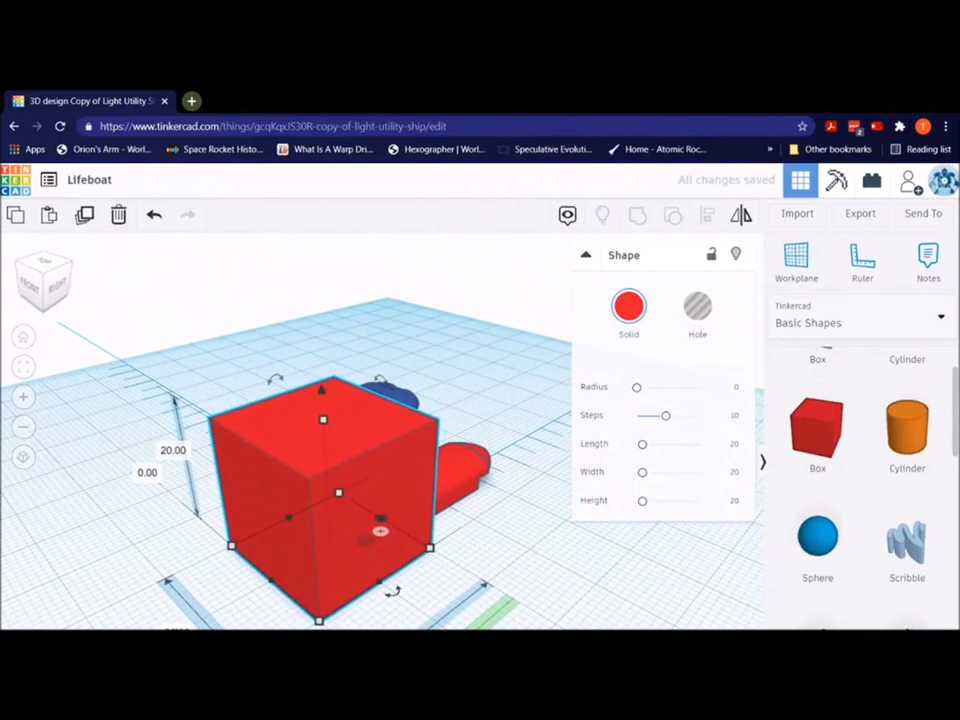 3D design Copy of Light Utility S
https://www.tinkercad.com/things/gcqKqxJS30R-copy-of-light-utility-ship/edit
Apps Orion's Arm - Worl... Space Rocket Histo... What Is A Warp Dri... Hexographer | Worl... Speculative Evoluti... Home - Atomic Roc... » Other bookmarks Reading list
TIN
KER
CAD
Lifeboat All changes saved
Import Export Send To
Shape
Workplane Ruler Notes
TOP
FRONT RIGHT
Solid Hole
Tinkercad
Basic Shapes
Box Cylinder
Radius 0
Steps 10
Length 20
Width 20
Height 20
20.00
0.00
Box Cylinder
Sphere Scribble